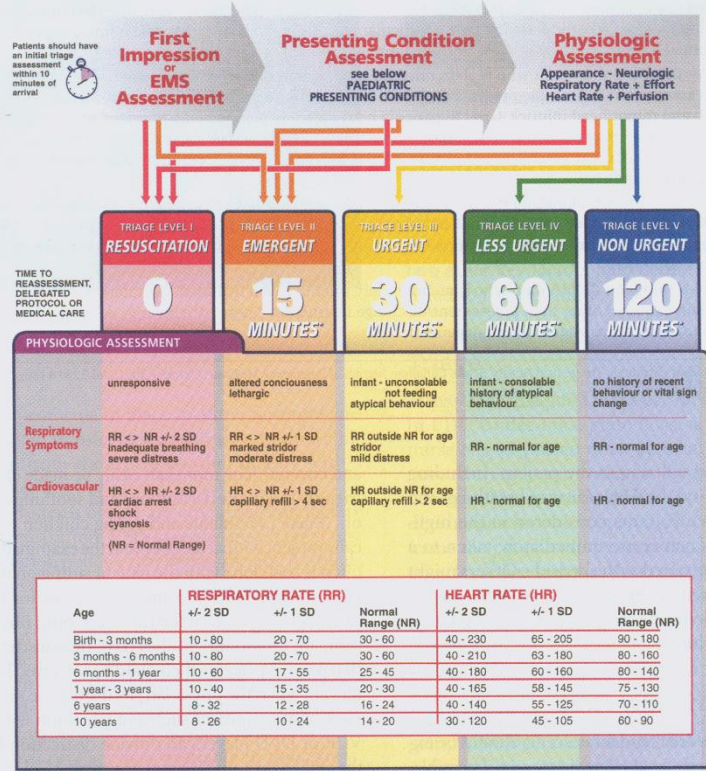 Patients should have
an initial triage
assessment
within 10
minutes of
arrival
First
Impression
or
EMS
Assessment
Presenting Condition
Assessment
see below
PAEDIATRIC
PRESENTING CONDITIONS
Physiologic
Assessment
Appearance - Neurologic
Respiratory Rate + Effort
Heart Rate + Perfusion
TRIAGE LEVEL I
RESUSCITATION
TRIAGE LEVEL II
EMERGENT
TRIAGE LEVEL III
URGENT
TRIAGE LEVEL IV
LESS URGENT
TRIAGE LEVEL V
NON URGENT
TIME TO
REASSESSMENT,
DELEGATED
PROTOCOL OR
MEDICAL CARE
0
15
MINUTES*
30
MINUTES*
60
MINUTES*
120
MINUTES*
PHYSIOLOGIC ASSESSMENT
unresponsive
altered conciousness
lethargic
infant - unconsolable
not feeding
atypical behaviour
infant - consolable
history of atypical
behaviour
no history of recent
behaviour or vital sign
change
Respiratory
Symptoms
RR < > NR +/- 2 SD
inadequate breathing
severe distress
RR < > NR +/- 1 SD
marked stridor
moderate distress
RR outside NR for age
stridor
mild distress
RR - normal for age
RR - normal for age
Cardiovascular
HR < > NR +/- 2 SD
cardiac arrest
shock
cyanosis
(NR = Normal Range)
HR < > NR +/- 1 SD
capillary refill > 4 sec
HR outside NR for age
capillary refill > 2 sec
HR - normal for age
HR - normal for age
RESPIRATORY RATE (RR) HEART RATE (HR)
Age +/- 2 SD +/- 1 SD Normal Range (NR) +/- 2 SD +/- 1 SD Normal Range (NR)
Birth - 3 months 10 - 80 20 - 70 30 - 60 40 - 230 65 - 205 90 - 180
3 months - 6 months 10 - 80 20 - 70 30 - 60 40 - 210 63 - 180 80 - 160
6 months - 1 year 10 - 60 17 - 55 25 - 45 40 - 180 60 - 160 80 - 140
1 year - 3 years 10 - 40 15 - 35 20 - 30 40 - 165 58 - 145 75 - 130
6 years 8 - 32 12 - 28 16 - 24 40 - 140 55 - 125 70 - 110
10 years 8 - 26 10 - 24 14 - 20 30 - 120 45 - 105 60 - 90